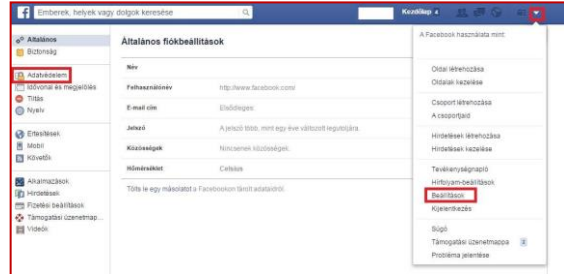 f
Emberek, helyek vagy dolgok keresése
Kezdőlap 4
Általános
Biztonság
Adatvédelem
Idővonal és megjelölés
Tiltás
Nyelv
Értesítések
Mobil
Követők
Alkalmazások
Hirdetések
Fizetési beállítások
Támogatási üzenetmap...
Videók
Általános fiókbeállítások
Név
Felhasználónév http://www.facebook.com/
E-mail cím Elsődleges:
Jelszó A jelszó több, mint egy éve változott legutoljára.
Közösségek Nincsenek közösségek.
Hőmérséklet Celsius
Tölts le egy másolatot a Facebookon tárolt adataidról.
A Facebook használata mint:
Oldal létrehozása
Oldalak kezelése
Csoport létrehozása
A csoportjaid
Hirdetések létrehozása
Hirdetések kezelése
Tevékenységnapló
Hírfolyam-beállítások
Beállítások
Kijelentkezés
Súgó
Támogatási üzenetmappa
Probléma jelentése